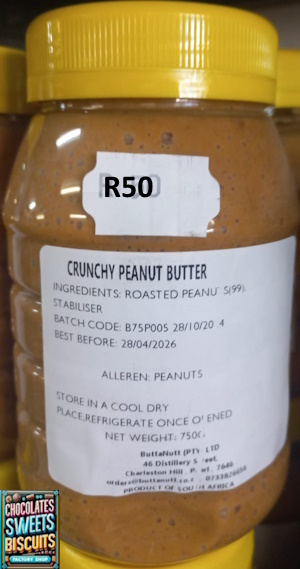 R50
CRUNCHY PEANUT BUTTER
INGREDIENTS: ROASTED PEANU S(99).
STABILISER
BATCH CODE: B75P005 28/10/20 4
BEST BEFORE: 28/04/2026
ALLEREN: PEANUTS
STORE IN A COOL DRY
PLACE,REFRIGERATE ONCE O' ENED
NET WEIGHT: 750
ButtaNutt (PTY) LTD
46 Distillery
Charleston Hill, 7646
PRODUCT OF SOU H AFRICA
CHOCOLATES
SWEETS
BISCUITS
FACTORY SHOP